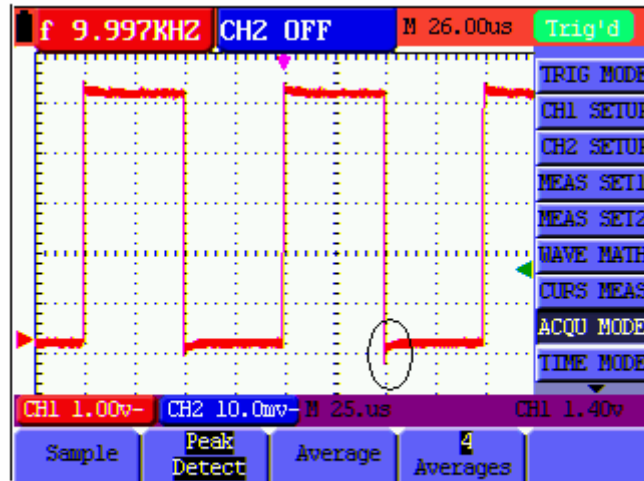 f 9.997KHZ CH2 OFF M 26.00us Trig'd
TRIG MODE
CH1 SETUP
CH2 SETUP
MEAS SET1
MEAS SET2
WAVE MATH
CURS MEAS
ACQU MODE
TIME MODE
CH1 1.00v- CH2 10.0mv- M 25.us CH1 1.40v
Sample Peak Detect Average 4 Averages